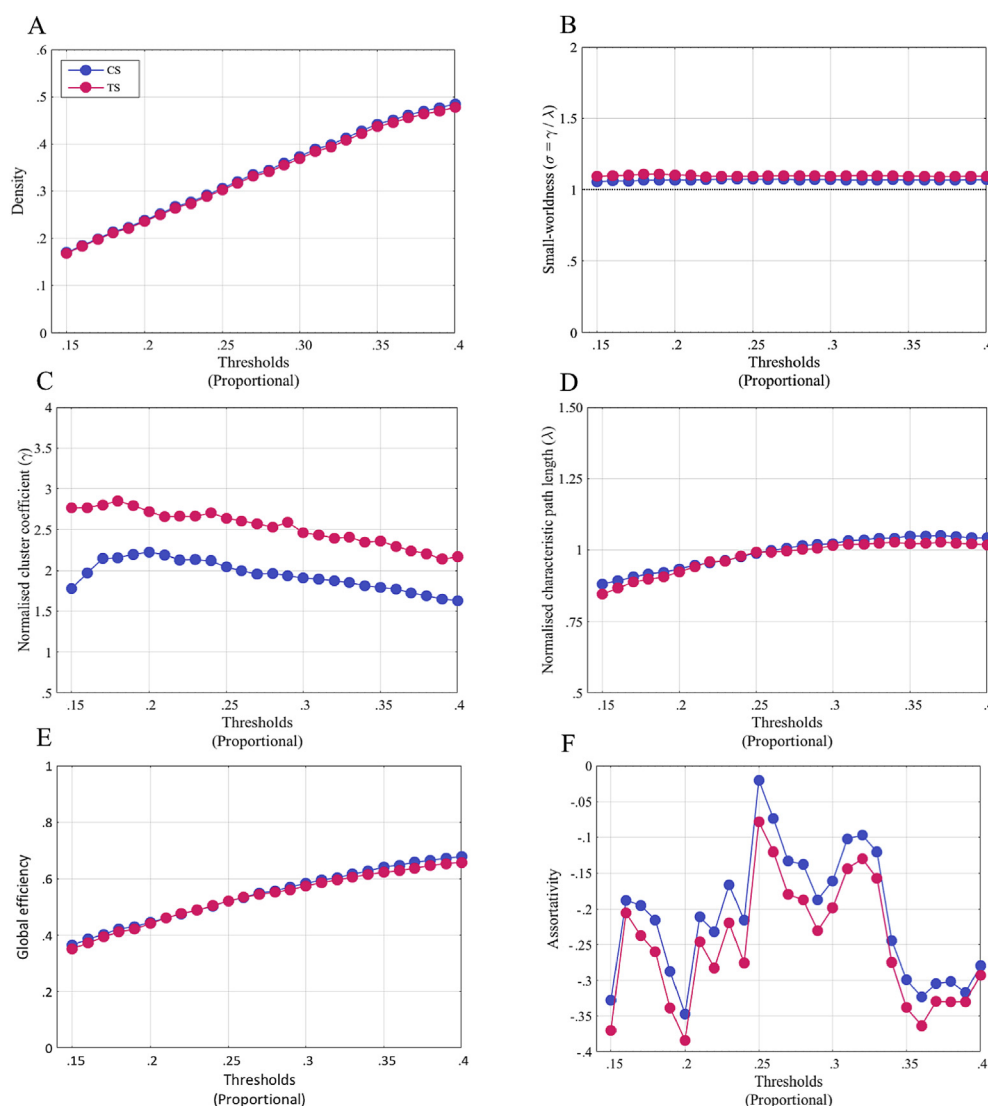 A
.6
.5
.4
.3
.2
.1
0
Density
CS
TS
.15 .2 .25 .30 .35 .4
Thresholds
(Proportional)
B
2
1.5
1
.5
0
Small-worldness (σ = γ / λ)
.15 .2 .25 .3 .35 .4
Thresholds
(Proportional)
C
4
3.5
3
2.5
2
1.5
1
.5
Normalised cluster coefficient (γ)
.15 .2 .25 .3 .35 .4
Thresholds
(Proportional)
D
1.50
1.25
1
.75
.5
Normalised characteristic path length (λ)
.15 .2 .25 .3 .35 .4
Thresholds
(Proportional)
E
1
.8
.6
.4
.2
0
Global efficiency
.15 .2 .25 .3 .35 .4
Thresholds
(Proportional)
F
0
-.05
-.1
-.15
-.2
-.25
-.3
-.35
-.4
Assortativity
.15 .2 .25 .3 .35 .4
Thresholds
(Proportional)